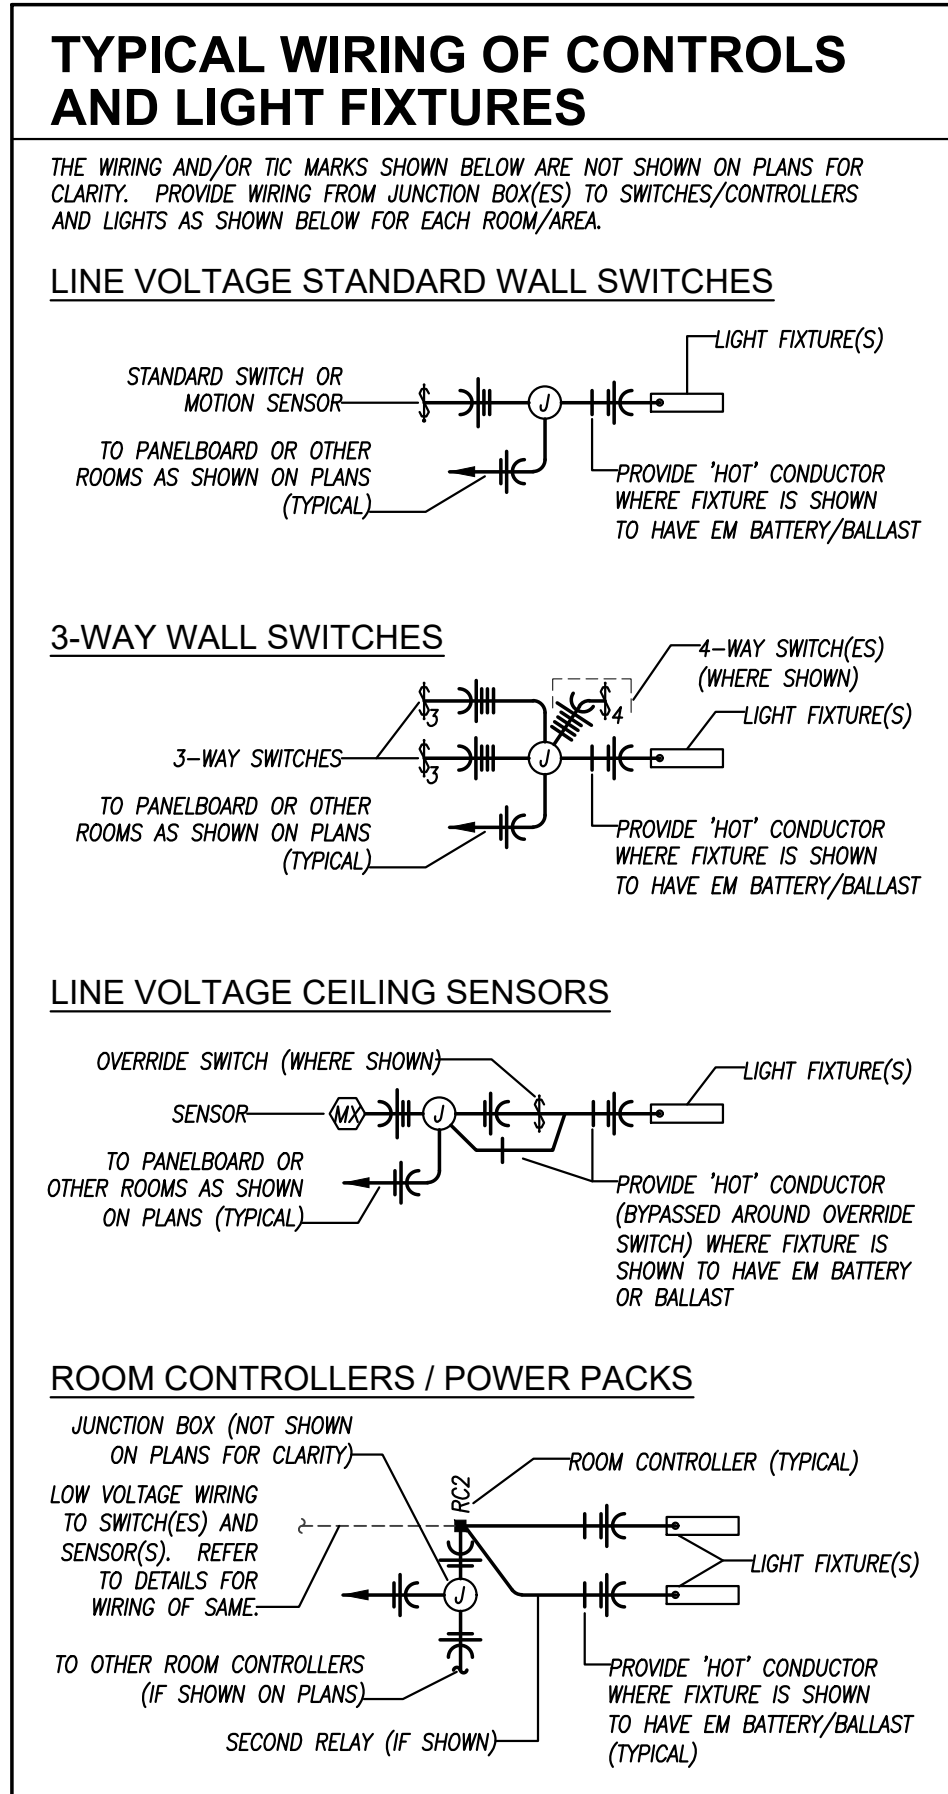 TYPICAL WIRING OF CONTROLS
AND LIGHT FIXTURES
THE WIRING AND/OR TIC MARKS SHOWN BELOW ARE NOT SHOWN ON PLANS FOR
CLARITY. PROVIDE WIRING FROM JUNCTION BOX(ES) TO SWITCHES/CONTROLLERS
AND LIGHTS AS SHOWN BELOW FOR EACH ROOM/AREA.
LINE VOLTAGE STANDARD WALL SWITCHES
LIGHT FIXTURE(S)
STANDARD SWITCH OR
MOTION SENSOR
$
J
TO PANELBOARD OR OTHER
ROOMS AS SHOWN ON PLANS
(TYPICAL)
PROVIDE 'HOT' CONDUCTOR
WHERE FIXTURE IS SHOWN
TO HAVE EM BATTERY/BALLAST
3-WAY WALL SWITCHES
4-WAY SWITCH(ES)
(WHERE SHOWN)
$3
$4
LIGHT FIXTURE(S)
3-WAY SWITCHES
$3
J
TO PANELBOARD OR OTHER
ROOMS AS SHOWN ON PLANS
(TYPICAL)
PROVIDE 'HOT' CONDUCTOR
WHERE FIXTURE IS SHOWN
TO HAVE EM BATTERY/BALLAST
LINE VOLTAGE CEILING SENSORS
OVERRIDE SWITCH (WHERE SHOWN)
LIGHT FIXTURE(S)
SENSOR
MX
J
$
TO PANELBOARD OR
OTHER ROOMS AS SHOWN
ON PLANS (TYPICAL)
PROVIDE 'HOT' CONDUCTOR
(BYPASSED AROUND OVERRIDE
SWITCH) WHERE FIXTURE IS
SHOWN TO HAVE EM BATTERY
OR BALLAST
ROOM CONTROLLERS / POWER PACKS
JUNCTION BOX (NOT SHOWN
ON PLANS FOR CLARITY)
RC2
ROOM CONTROLLER (TYPICAL)
LOW VOLTAGE WIRING
TO SWITCH(ES) AND
SENSOR(S). REFER
TO DETAILS FOR
WIRING OF SAME.
LIGHT FIXTURE(S)
J
TO OTHER ROOM CONTROLLERS
(IF SHOWN ON PLANS)
SECOND RELAY (IF SHOWN)
PROVIDE 'HOT' CONDUCTOR
WHERE FIXTURE IS SHOWN
TO HAVE EM BATTERY/BALLAST
(TYPICAL)